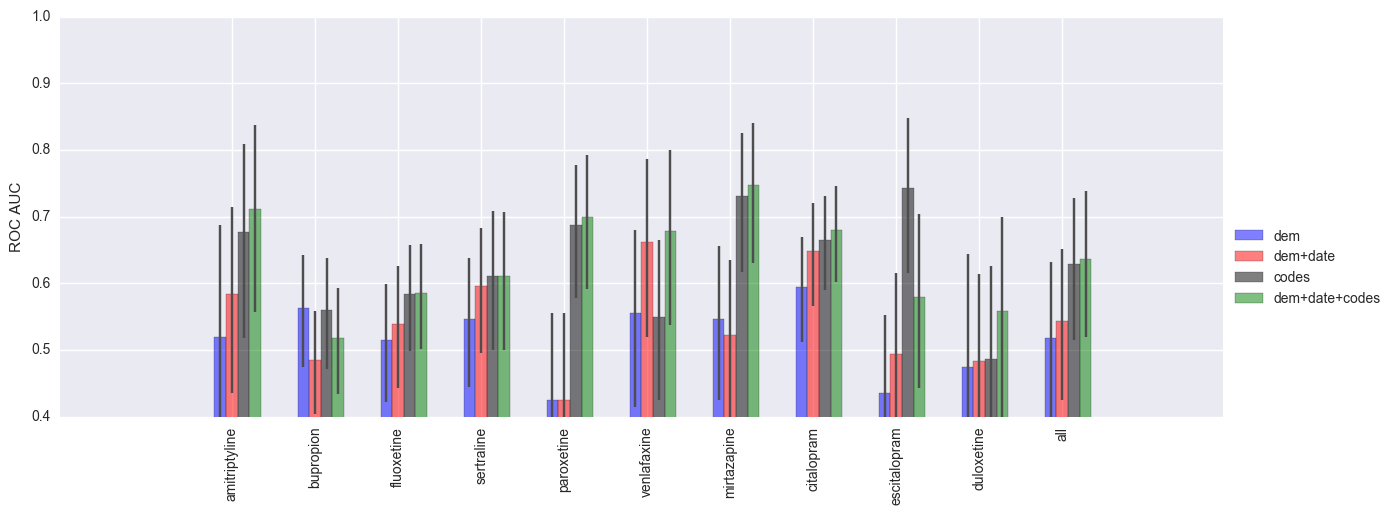 1.0
0.9
0.8
0.7
0.6
0.5
0.4
ROC AUC
amitriptyline
bupropion
fluoxetine
sertraline
paroxetine
venlafaxine
mirtazapine
citalopram
escitalopram
duloxetine
all
dem
dem+date
codes
dem+date+codes